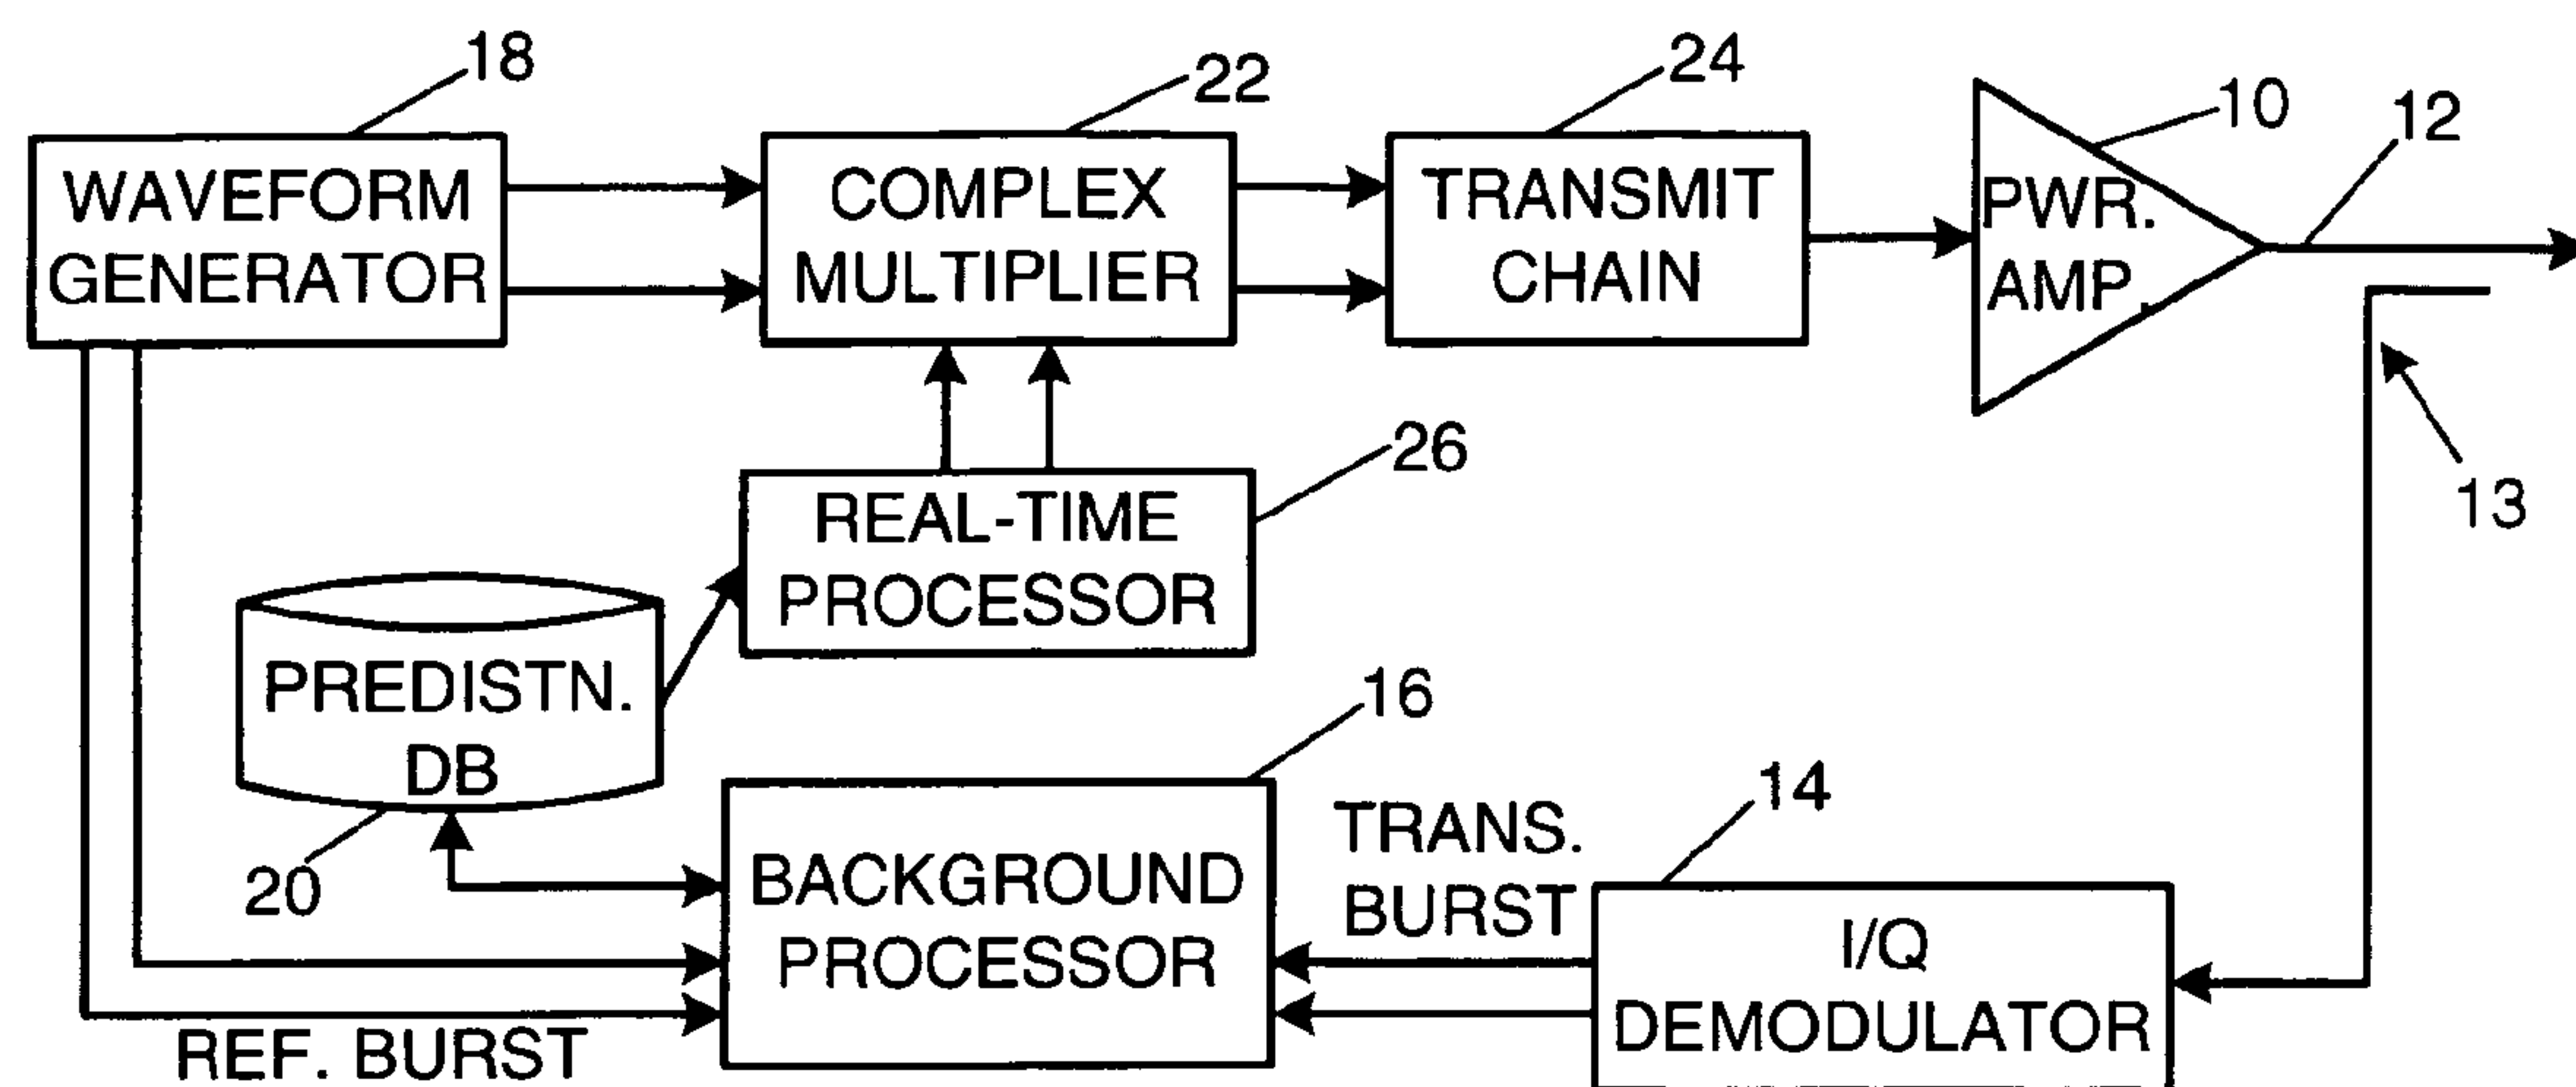 18
22
24
10
12
WAVEFORM
GENERATOR
COMPLEX
MULTIPLIER
TRANSMIT
CHAIN
PWR.
AMP.
26
13
REAL-TIME
PROCESSOR
PREDISTN.
DB
20
16
14
BACKGROUND
PROCESSOR
TRANS.
BURST
I/Q
DEMODULATOR
REF. BURST